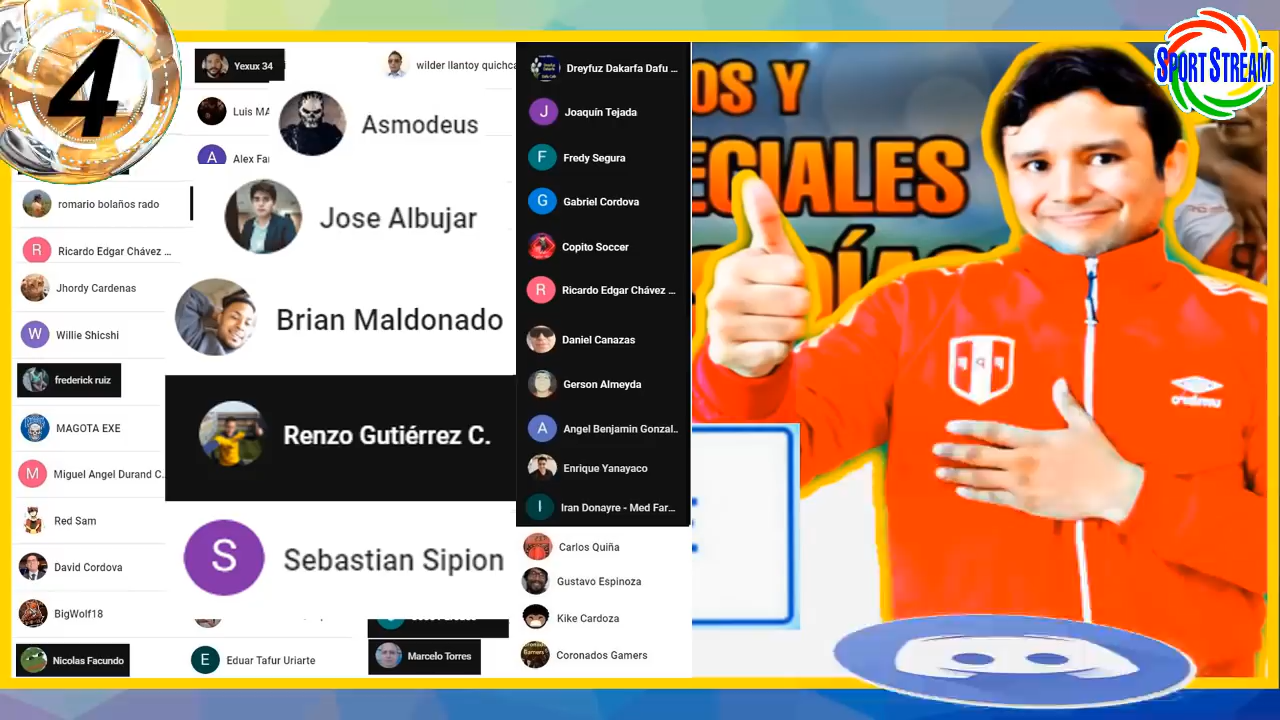 4
Yexux 34
wilder llantoy quichca
Luis MA
Alex Fa
romario bolaños rado
Ricardo Edgar Chávez ...
Jhordy Cardenas
Willie Shicshi
frederick ruiz
MAGOTA EXE
Miguel Angel Durand C.
Red Sam
David Cordova
BigWolf18
Nicolas Facundo
Asmodeus
Jose Albujar
Brian Maldonado
Renzo Gutiérrez C.
S
Sebastian Sipion
Eduar Tafur Uriarte
Marcelo Torres
Dreyfuz Dakarfa Dafu ...
Joaquín Tejada
Fredy Segura
Gabriel Cordova
Copito Soccer
Ricardo Edgar Chávez ...
Daniel Canazas
Gerson Almeyda
Angel Benjamin Gonzal..
Enrique Yanayaco
Iran Donayre - Med Far...
Carlos Quiña
Gustavo Espinoza
Kike Cardoza
Coronados Gamers
OS Y
ECIALES
DÍAS
SPORT STREAM